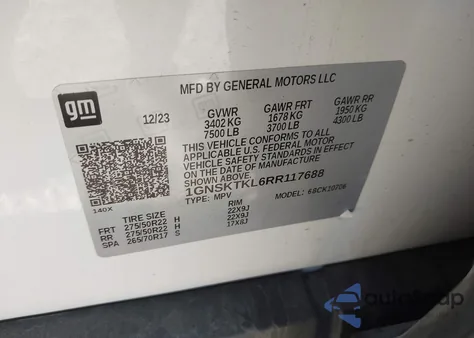 MFD BY GENERAL MOTORS LLC
gm
12/23
GVWR GAWR FRT GAWR RR
3402 KG 1678 KG 1950 KG
7500 LB 3700 LB 4300 LB
THIS VEHICLE CONFORMS TO ALL APPLICABLE U.S. FEDERAL MOTOR
VEHICLE SAFETY STANDARDS IN EFFECT
ON THE DATE OF MANUFACTURE SHOWN ABOVE.
1GNSKTKL6RR117688
TYPE: MPV MODEL: 6BCK10706
140X
TIRE SIZE RIM
FRT 275/50R22 H 22X9J
RR 275/50R22 H 22X9J
SPA 265/70R17 S 17X8J